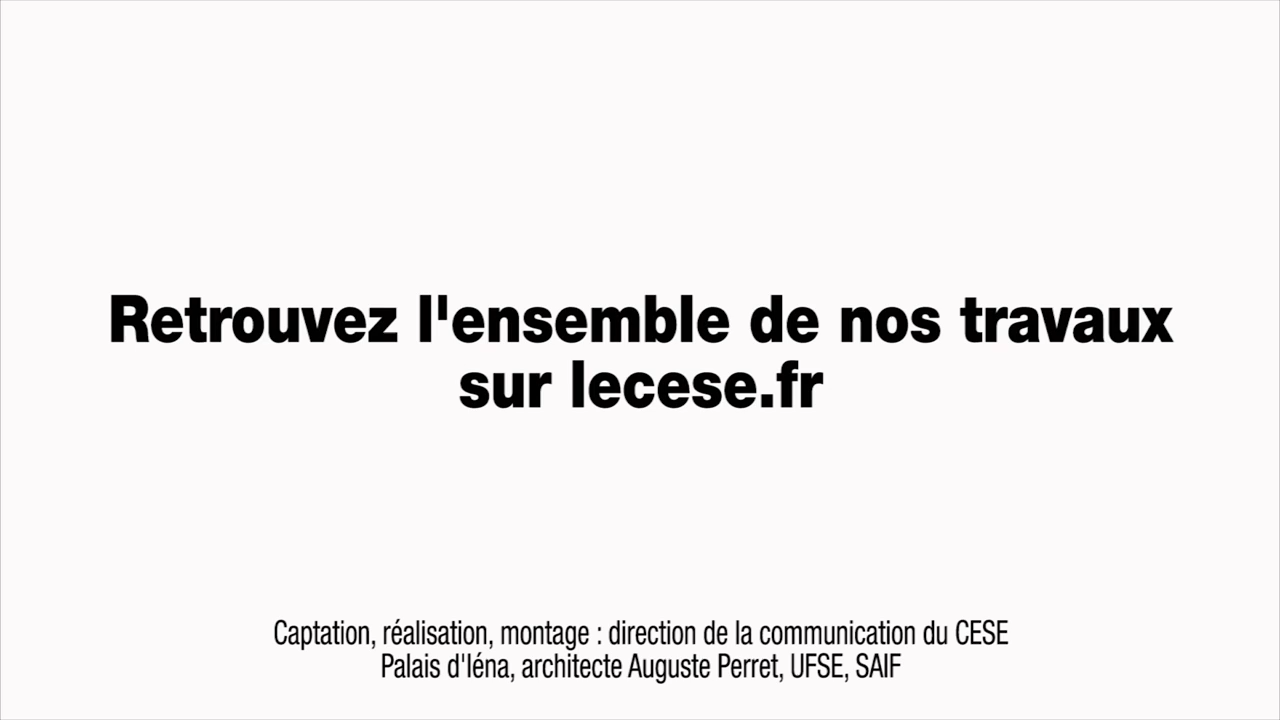 Retrouvez l'ensemble de nos travaux
sur lecese.fr
Captation, réalisation, montage : direction de la communication du CESE
Palais d'Iéna, architecte Auguste Perret, UFSE, SAIF